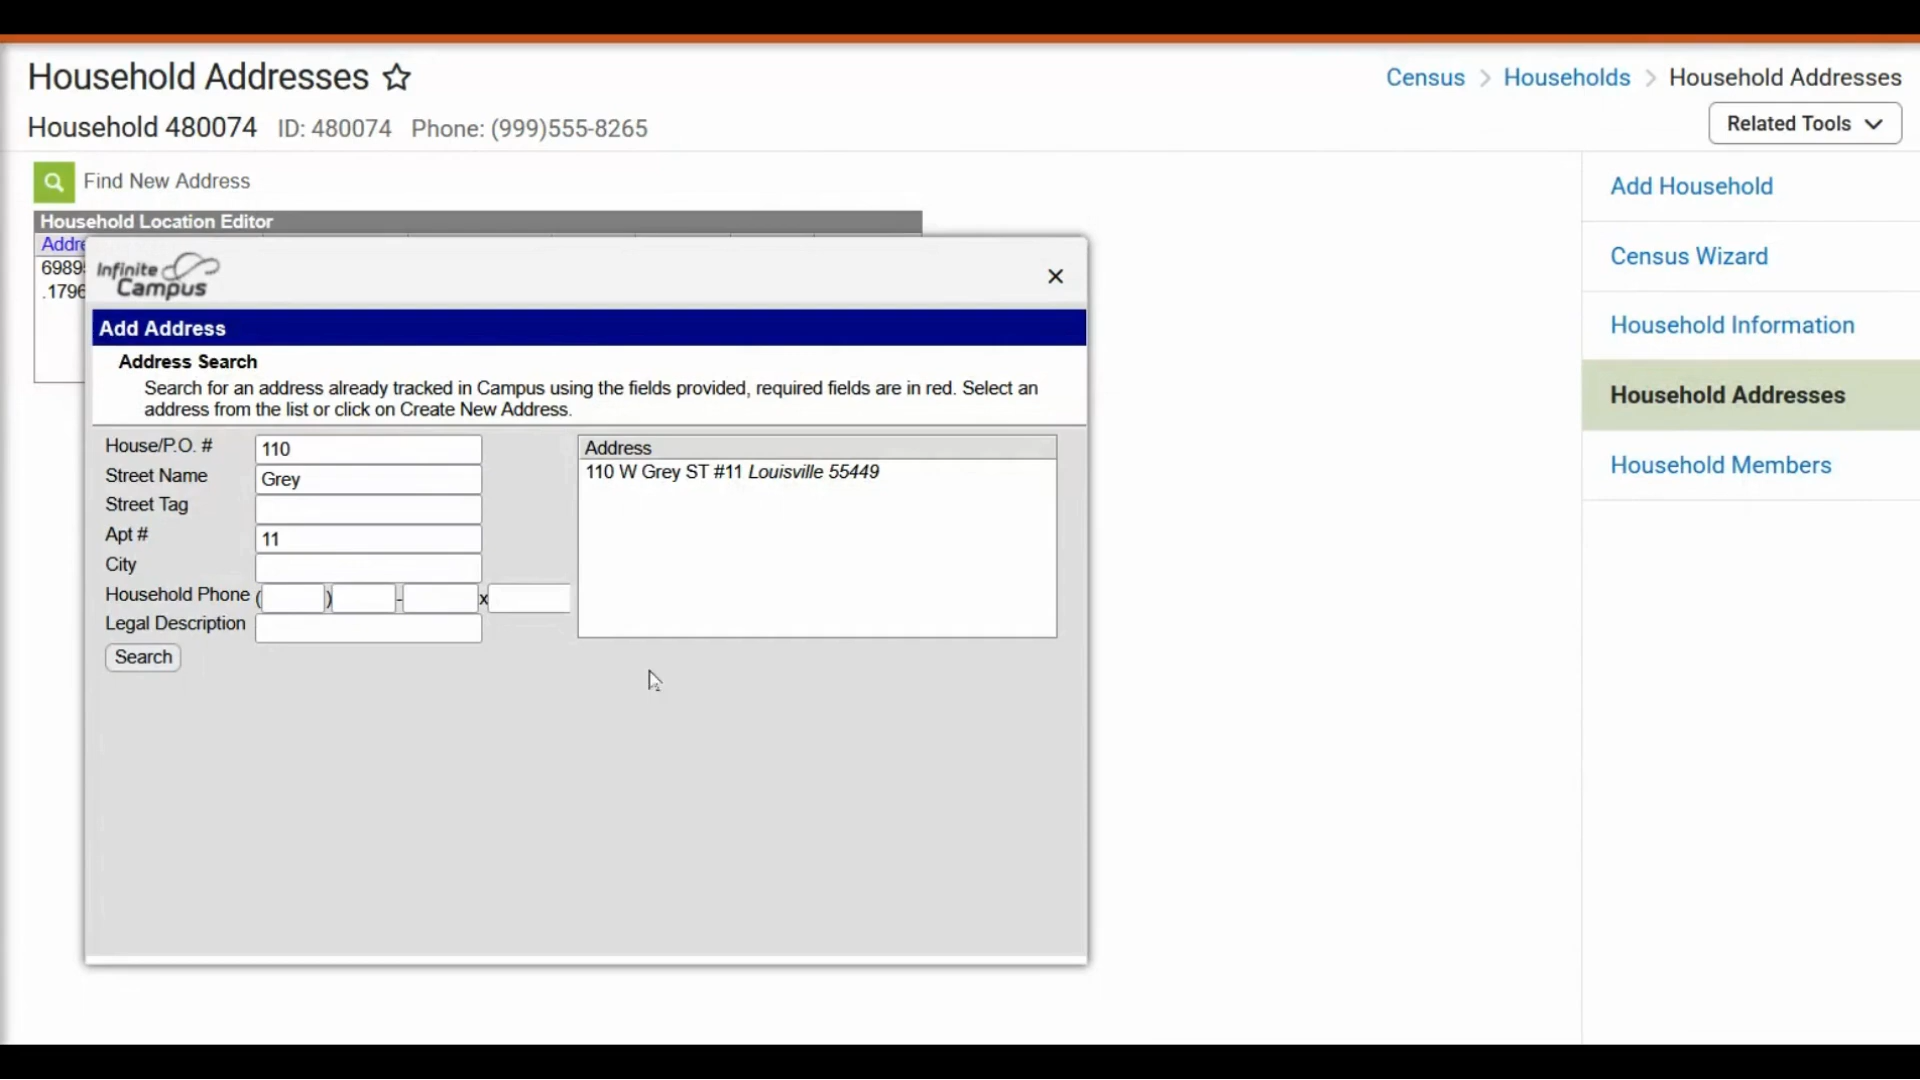 Household Addresses
Census > Households > Household Addresses
Household 480074 ID: 480074 Phone: (999)555-8265
Related Tools
Find New Address
Household Location Editor
Addre
6989
.1796
Infinite
Campus
Add Address
Address Search
Search for an address already tracked in Campus using the fields provided, required fields are in red. Select an
address from the list or click on Create New Address.
House/P.O. # 110
Street Name Grey
Street Tag
Apt # 11
City
Household Phone ( ) - x
Legal Description
Search
Address
110 W Grey ST #11 Louisville 55449
Add Household
Census Wizard
Household Information
Household Addresses
Household Members